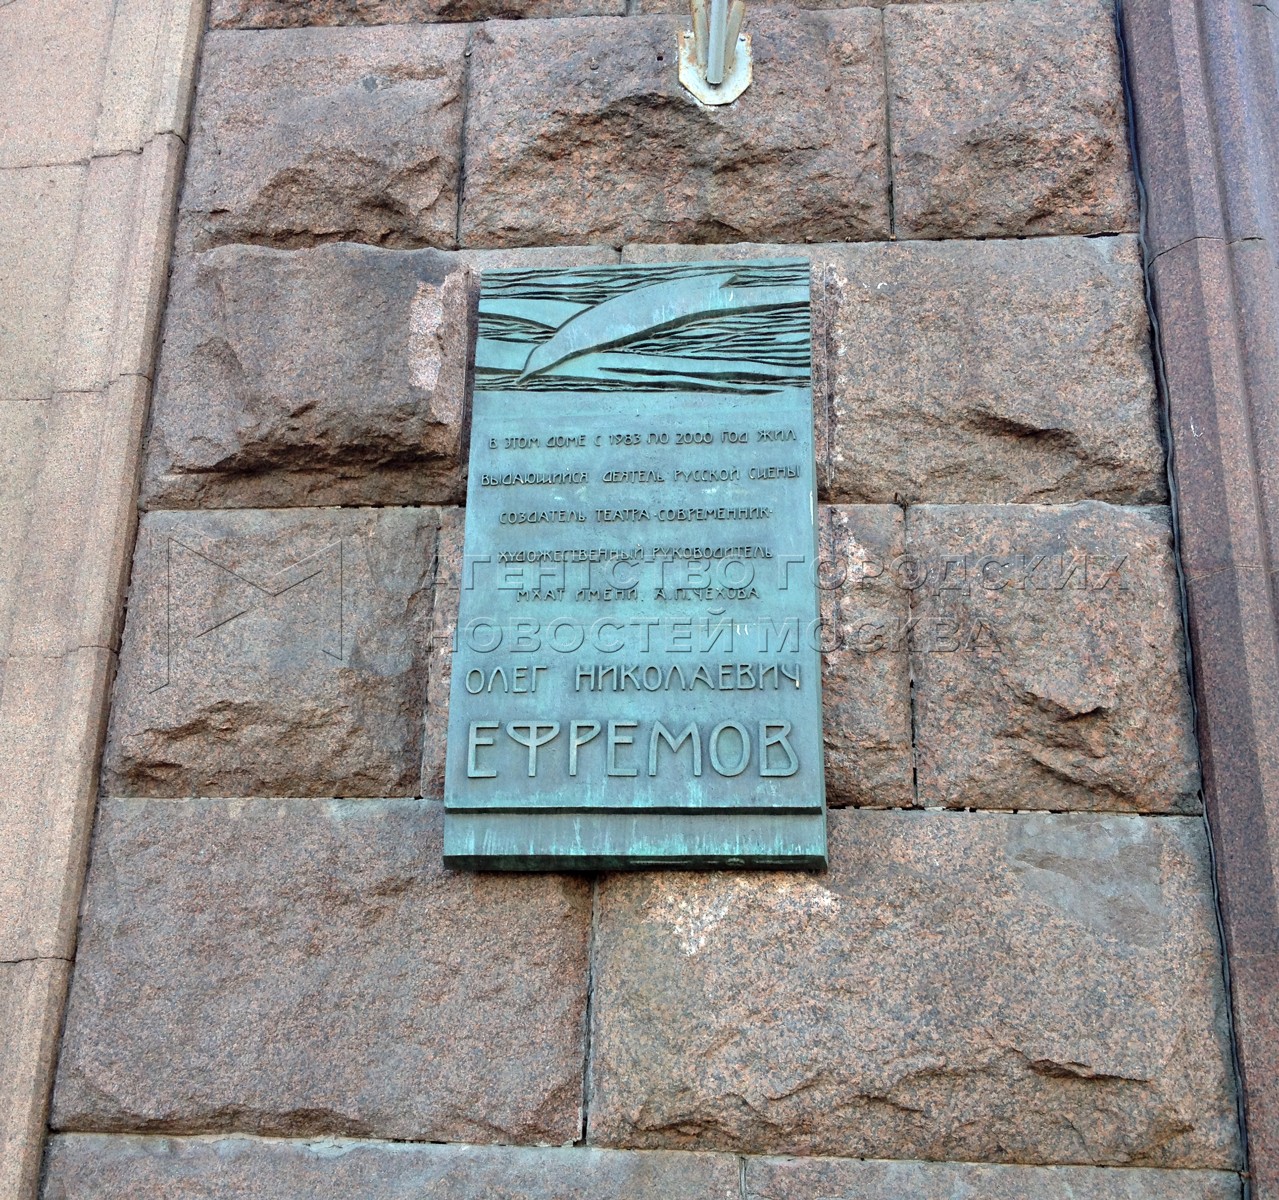 В ЭТОМ ДОМЕ С 1983 ПО 2000 ГОД ЖИЛ
ВЫДАЮЩИЙСЯ ДЕЯТЕЛЬ РУССКОЙ СЦЕНЫ
СОЗДАТЕЛЬ ТЕАТРА-СОВРЕМЕННИК-
ХУДОЖЕСТВЕННЫЙ РУКОВОДИТЕЛЬ
МХАТ ИМЕНИ А.П.ЧЕХОВА
ОЛЕГ НИКОЛАЕВИЧ
ЕФРЕМОВ
АГЕНТСТВО ГОРОДСКИХ
НОВОСТЕЙ МОСКВА